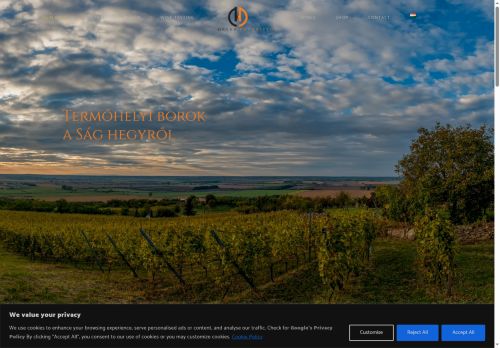 WINE TASTING
WINES
SHOP
CONTACT
Termőhelyi borok
a Ság hegyről
We value your privacy
We use cookies to enhance your browsing experience, serve personalised ads or content, and analyse our traffic, Check for Google's Privacy
Policy By clicking "Accept All", you consent to our use of cookies or you may customize cookies. Cookie Policy
Customise
Reject All
Accept All